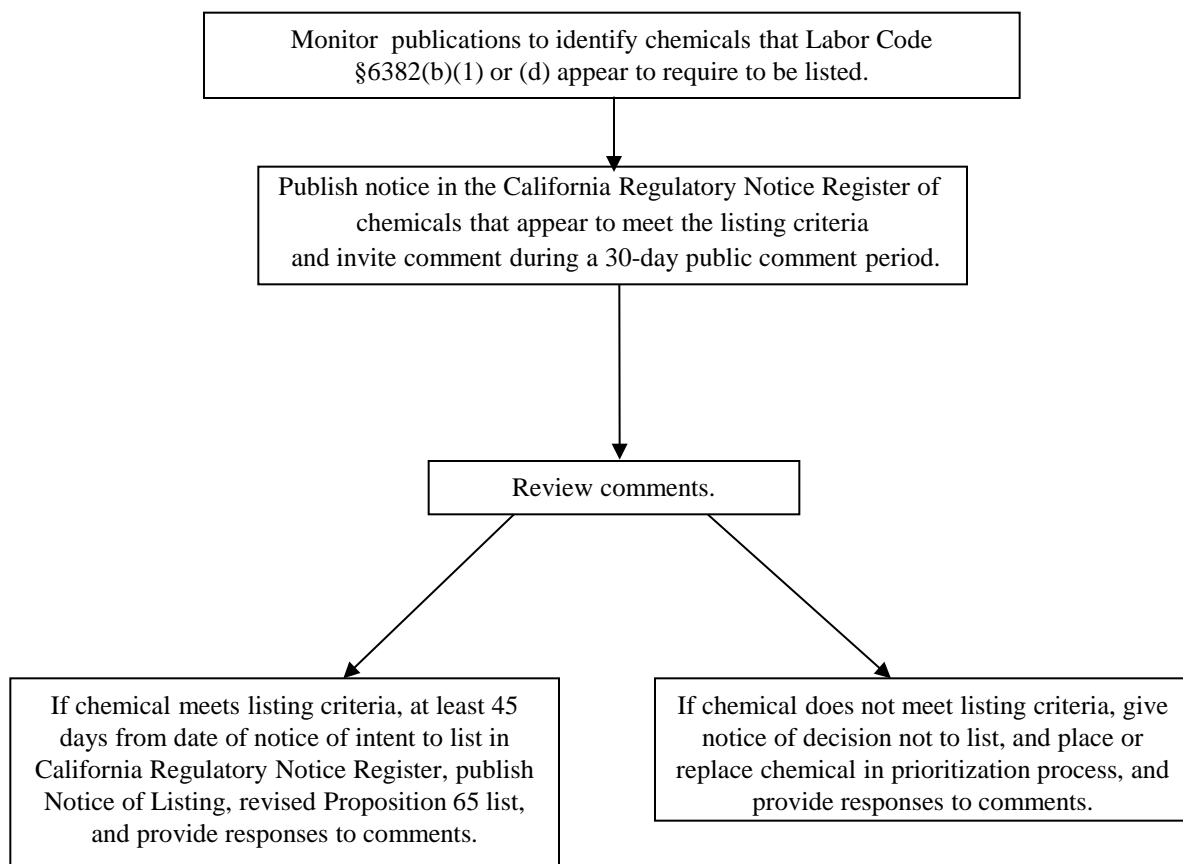 Monitor publications to identify chemicals that Labor Code
§6382(b)(1) or (d) appear to require to be listed.
Publish notice in the California Regulatory Notice Register of
chemicals that appear to meet the listing criteria
and invite comment during a 30-day public comment period.
Review comments.
If chemical meets listing criteria, at least 45
days from date of notice of intent to list in
California Regulatory Notice Register, publish
Notice of Listing, revised Proposition 65 list,
and provide responses to comments.
If chemical does not meet listing criteria, give
notice of decision not to list, and place or
replace chemical in prioritization process, and
provide responses to comments.